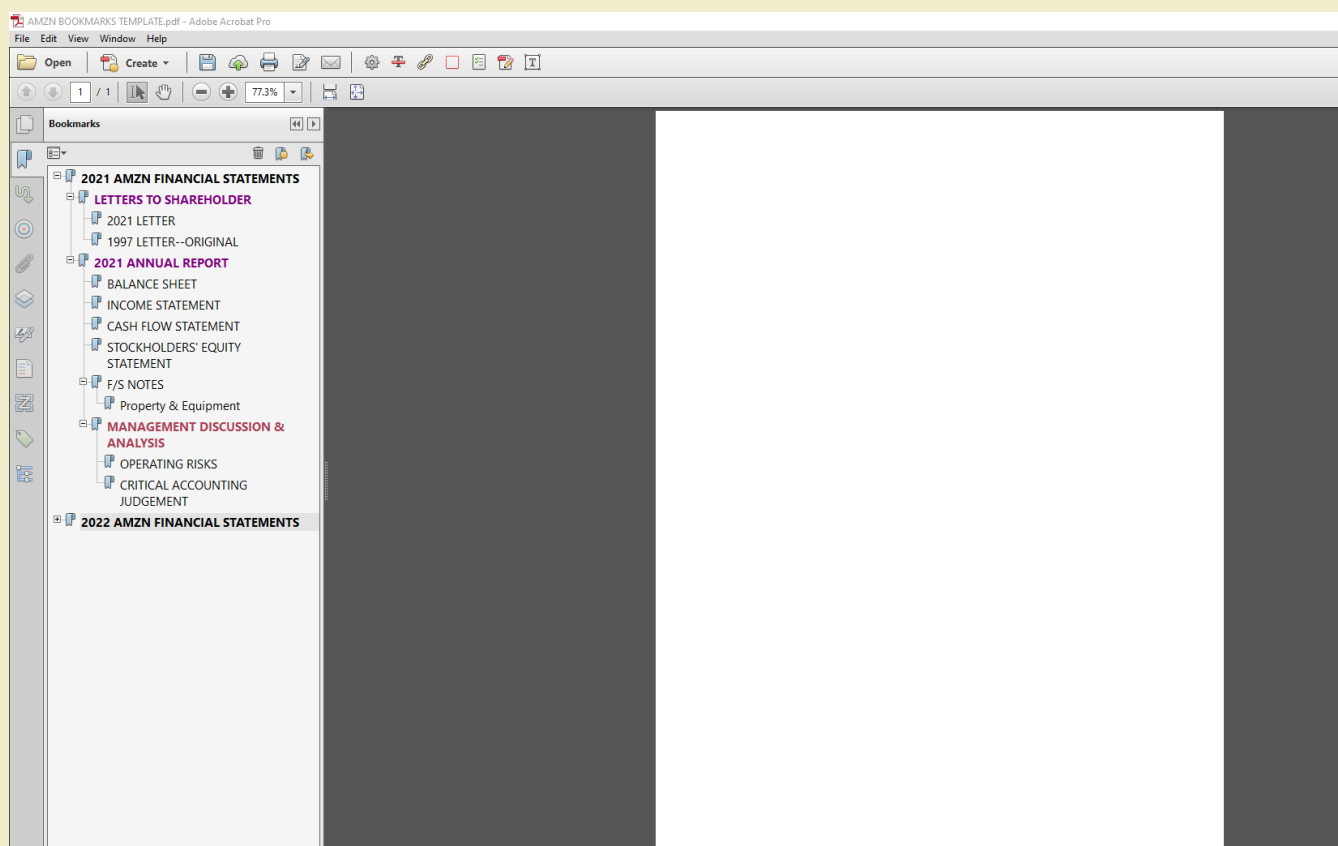 AMZN BOOKMARKS TEMPLATE.pdf - Adobe Acrobat Pro
File Edit View Window Help
Open Create
1 / 1 77.3%
Bookmarks
2021 AMZN FINANCIAL STATEMENTS
LETTERS TO SHAREHOLDER
2021 LETTER
1997 LETTER--ORIGINAL
2021 ANNUAL REPORT
BALANCE SHEET
INCOME STATEMENT
CASH FLOW STATEMENT
STOCKHOLDERS' EQUITY
STATEMENT
F/S NOTES
Property & Equipment
MANAGEMENT DISCUSSION &
ANALYSIS
OPERATING RISKS
CRITICAL ACCOUNTING
JUDGEMENT
2022 AMZN FINANCIAL STATEMENTS